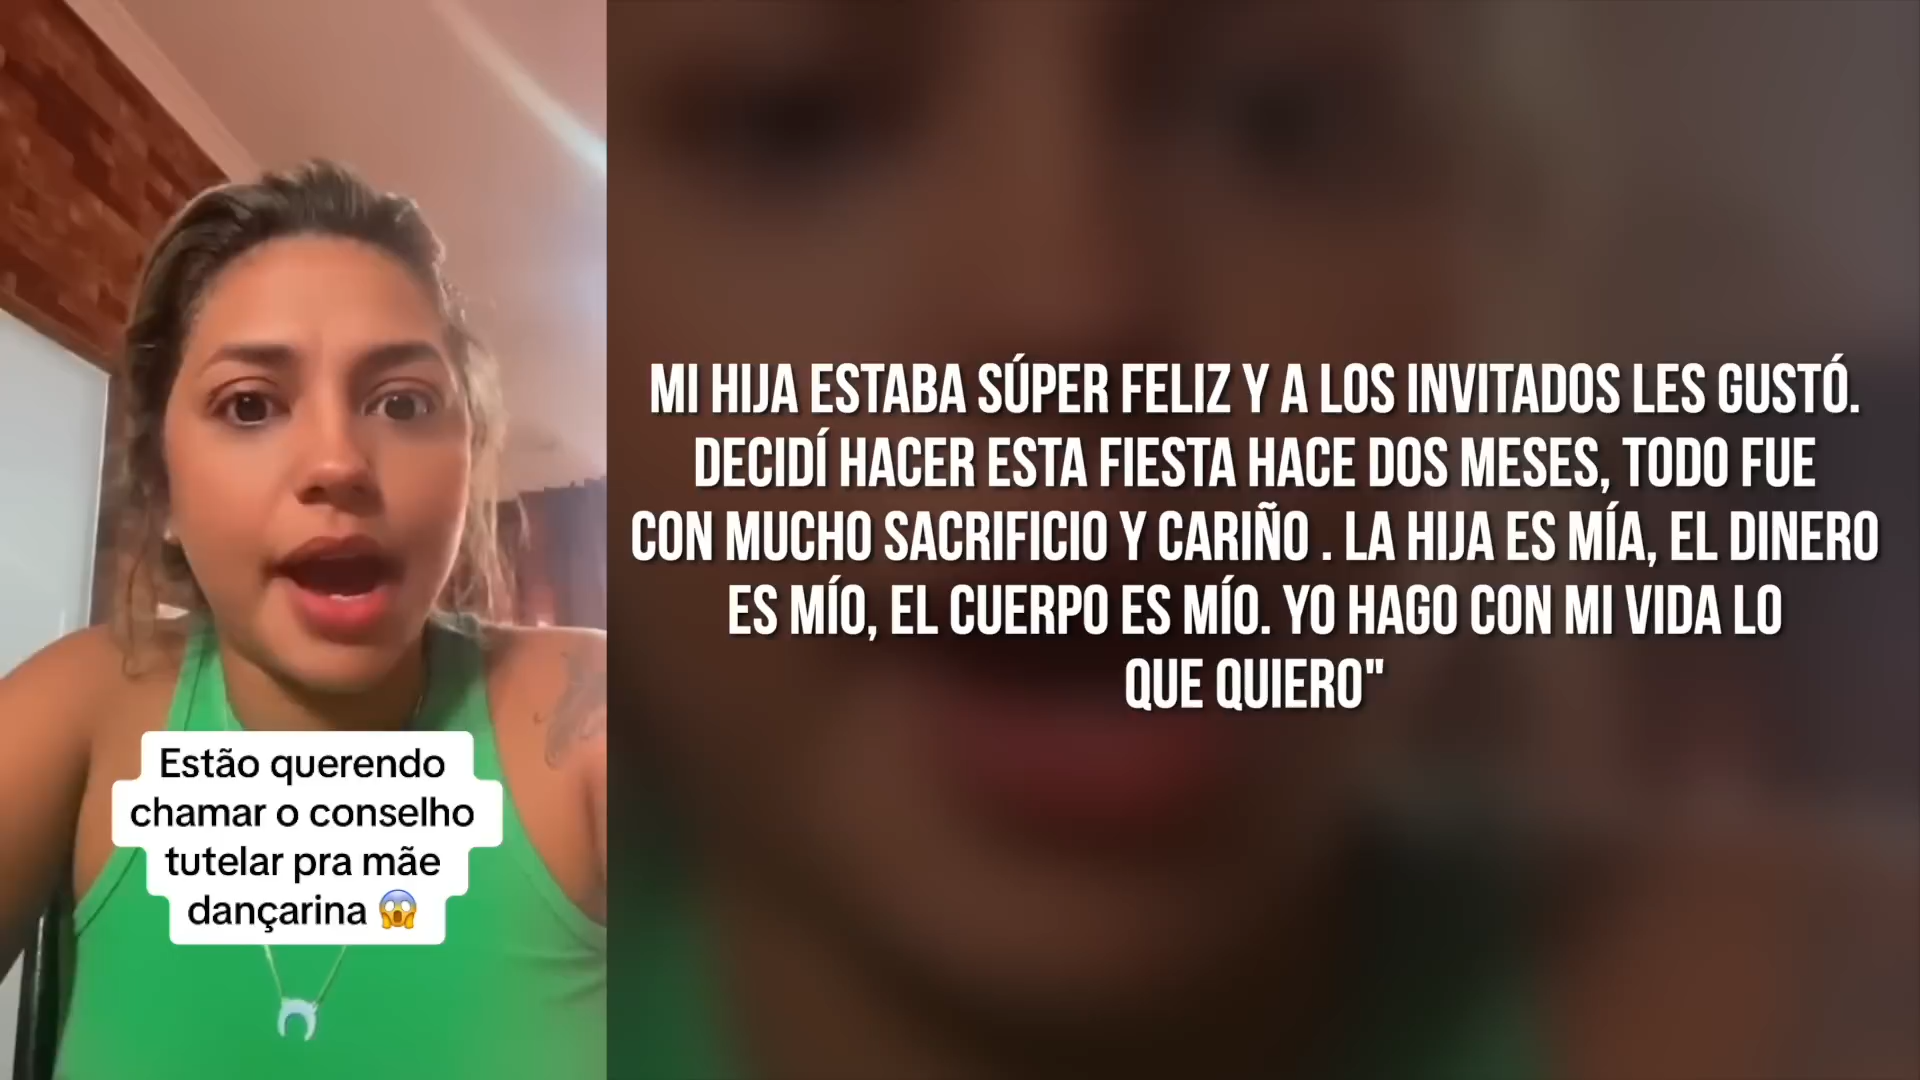 MI HIJA ESTABA SÚPER FELIZ Y A LOS INVITADOS LES GUSTÓ.
DECIDÍ HACER ESTA FIESTA HACE DOS MESES, TODO FUE
CON MUCHO SACRIFICIO Y CARIÑO . LA HIJA ES MÍA, EL DINERO
ES MÍO, EL CUERPO ES MÍO. YO HAGO CON MI VIDA LO
QUE QUIERO"
Estão querendo
chamar o conselho
tutelar pra mãe
dançarina 😱